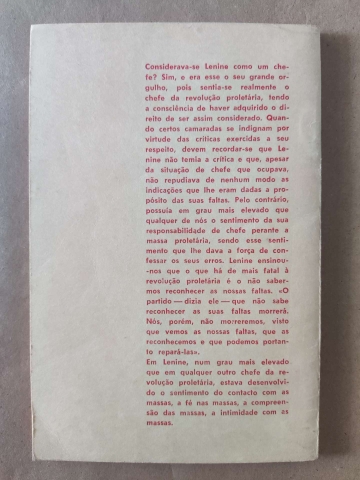 Considerava-se Lenine como um che-
fe? Sim, e era esse o seu grande or-
gulho, pois sentia-se realmente o
chefe da revolução proletária, tendo
a consciência de haver adquirido o di-
reito de ser assim considerado. Quan-
do certos camaradas se indignam por
virtude das críticas exercidas a seu
respeito, devem recordar-se que Le-
nine não temia a crítica e que, apesar
da situação de chefe que ocupava,
não repudiava de nenhum modo as
indicações que lhe eram dadas a pro-
pósito das suas faltas. Pelo contrário,
possuía em grau mais elevado que
qualquer de nós o sentimento da sua
responsabilidade de chefe perante a
massa proletária, sendo esse senti-
mento que lhe dava a força de con-
fessar os seus erros. Lenine ensinou-
-nos que o que há de mais fatal à
revolução proletária é o não saber-
mos reconhecer as nossas faltas. «O
partido — dizia ele — que não sabe
reconhecer as suas faltas morrerá.
Nós, porém, não morreremos, visto
que vemos as nossas faltas, que as
reconhecemos e que podemos portan-
to repará-las».
Em Lenine, num grau mais elevado
que em qualquer outro chefe da re-
volução proletária, estava desenvolvi-
do o sentimento do contacto com as
massas, a fé nas massas, a compreen-
são das massas, a intimidade com as
massas.